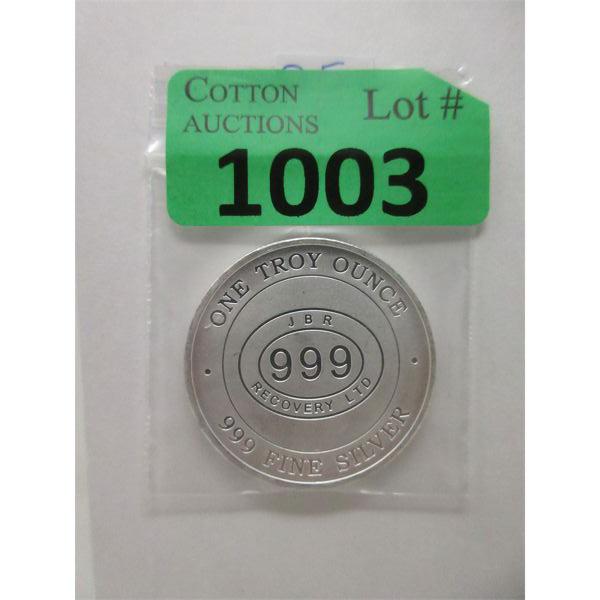 COTTON
AUCTIONS
Lot #
1003
ONE TROY OUNCE
JBR
999
RECOVERY LTD
999 FINE SILVER